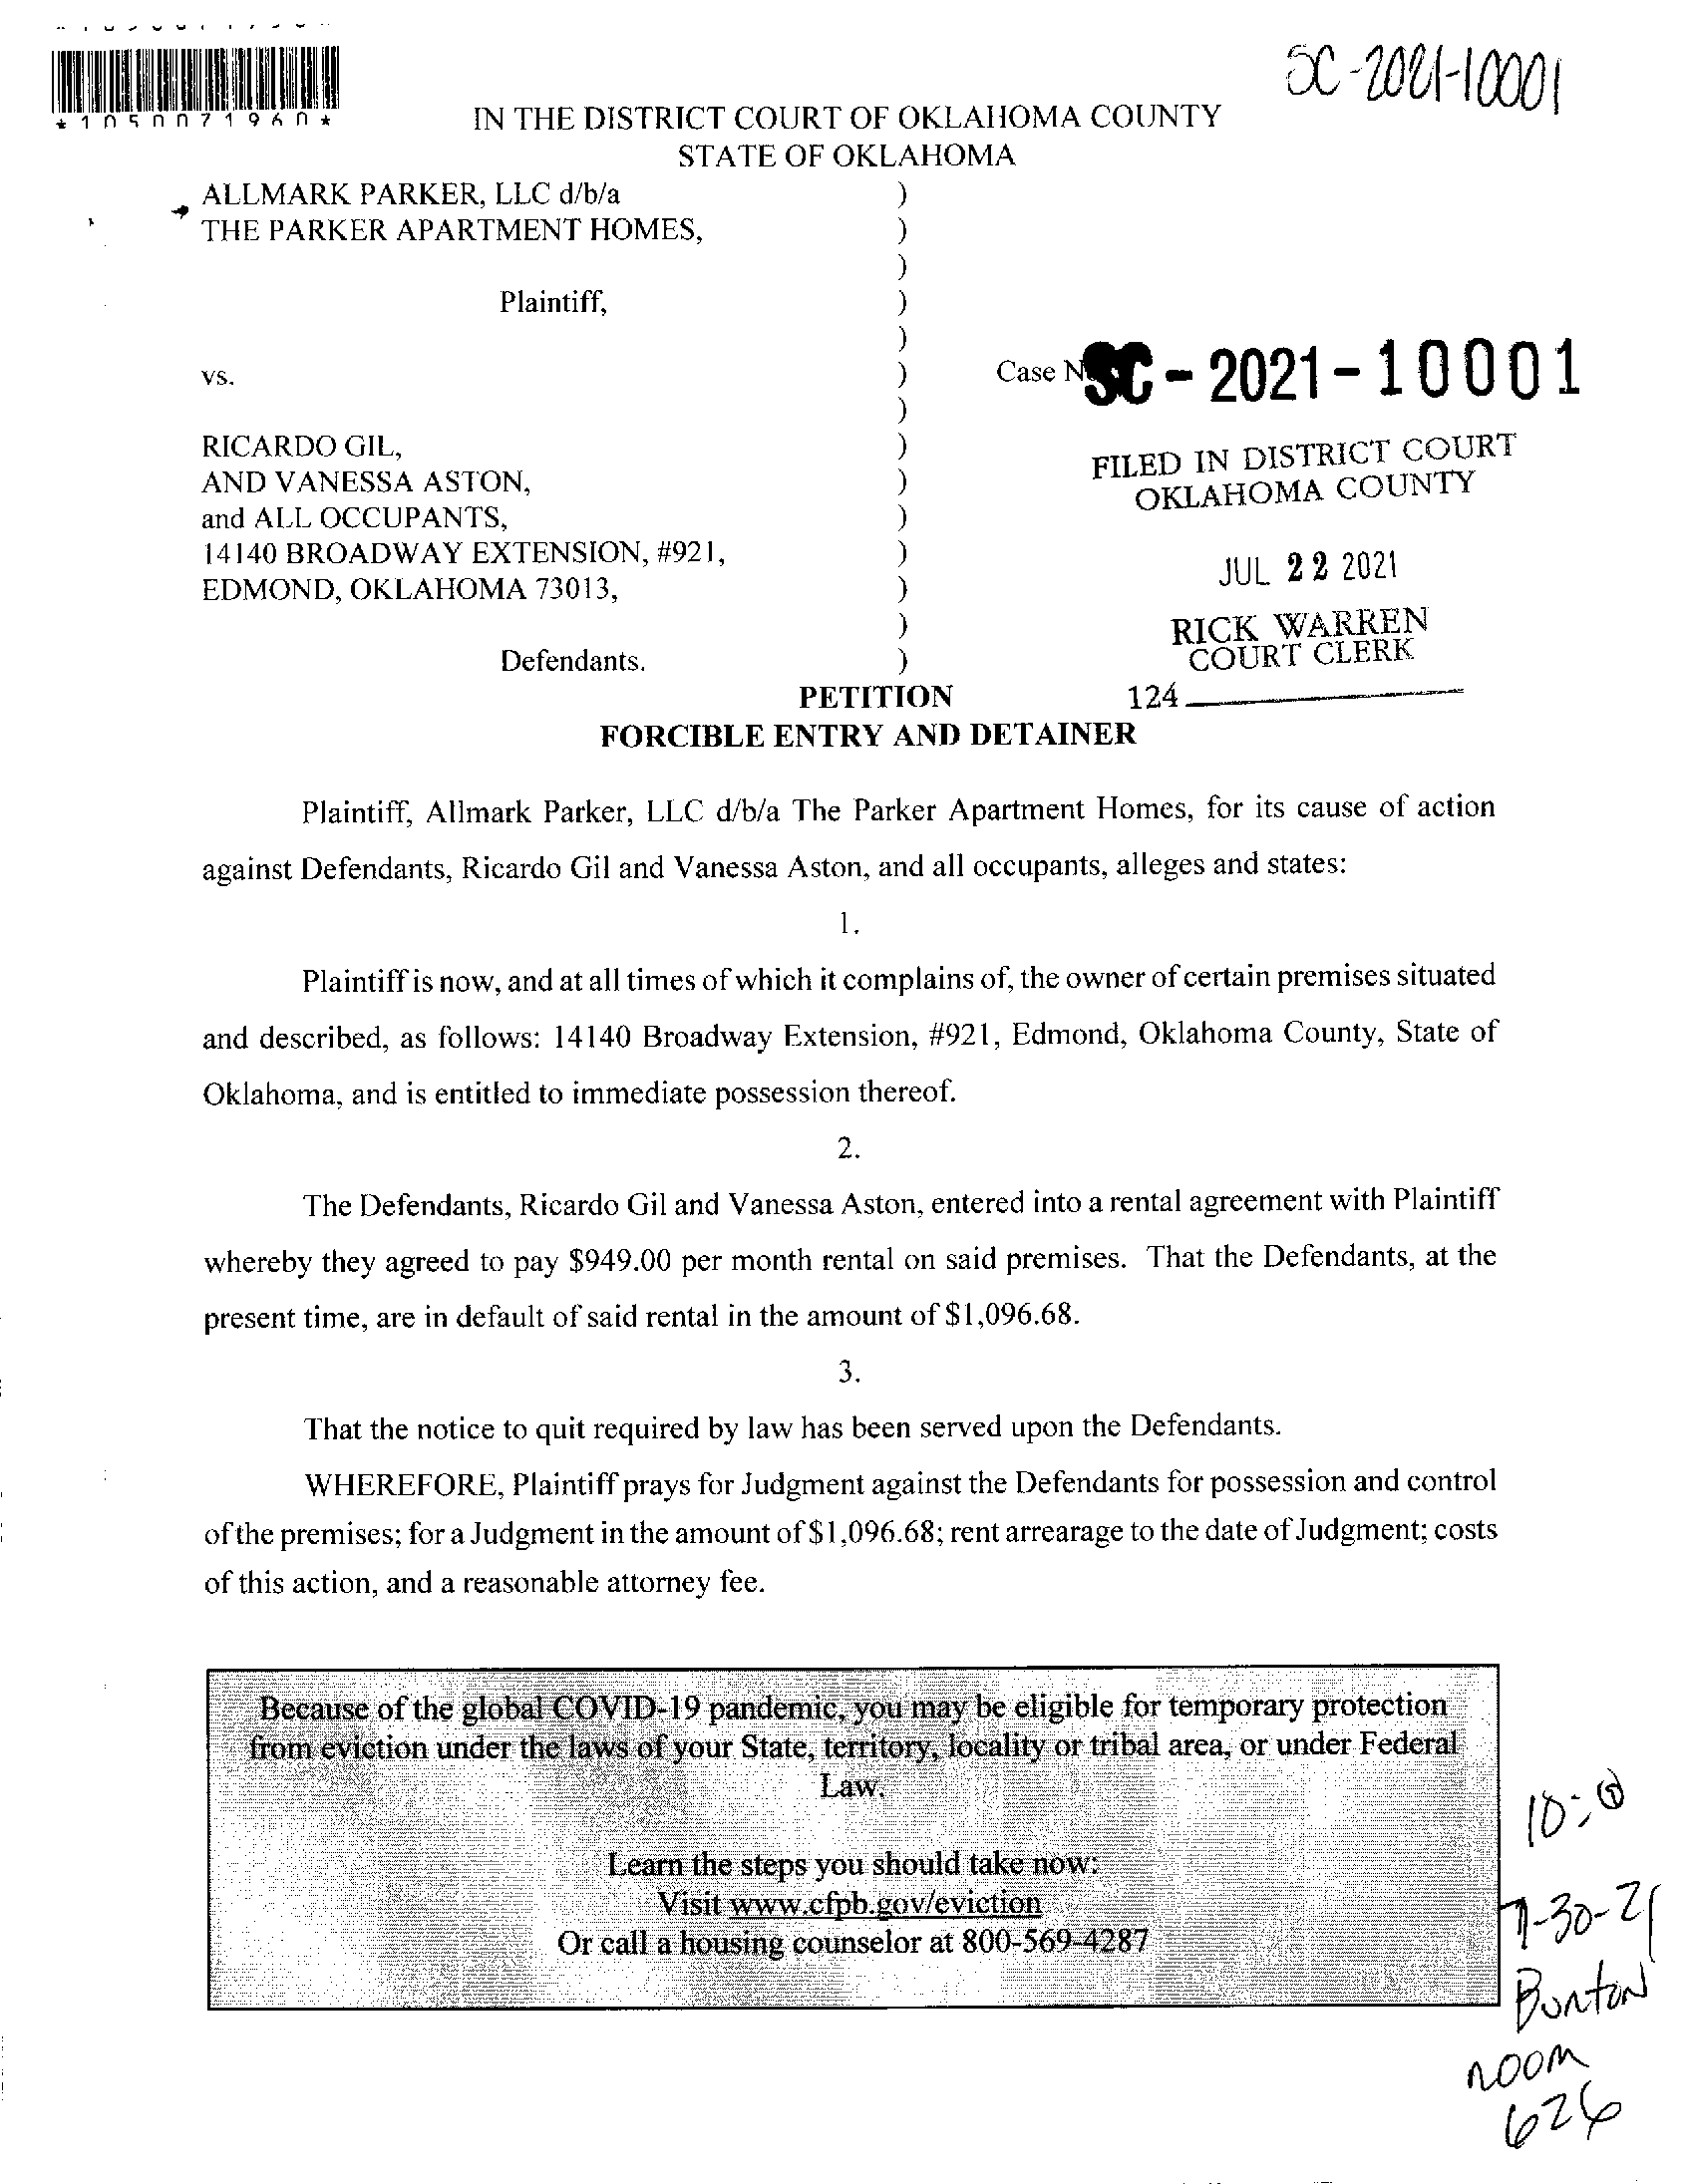 SC-2021-10001
*1050071960*
IN THE DISTRICT COURT OF OKLAHOMA COUNTY
STATE OF OKLAHOMA
ALLMARK PARKER, LLC d/b/a )
THE PARKER APARTMENT HOMES, )
)
Plaintiff, )
)
vs. ) Case N SC-2021-10001
)
RICARDO GIL, )
AND VANESSA ASTON, )
and ALL OCCUPANTS, )
14140 BROADWAY EXTENSION, #921, )
EDMOND, OKLAHOMA 73013, )
)
Defendants. )
FILED IN DISTRICT COURT
OKLAHOMA COUNTY
JUL 22 2021
RICK WARREN
COURT CLERK
124
PETITION
FORCIBLE ENTRY AND DETAINER
Plaintiff, Allmark Parker, LLC d/b/a The Parker Apartment Homes, for its cause of action
against Defendants, Ricardo Gil and Vanessa Aston, and all occupants, alleges and states:
1.
Plaintiff is now, and at all times of which it complains of, the owner of certain premises situated
and described, as follows: 14140 Broadway Extension, #921, Edmond, Oklahoma County, State of
Oklahoma, and is entitled to immediate possession thereof.
2.
The Defendants, Ricardo Gil and Vanessa Aston, entered into a rental agreement with Plaintiff
whereby they agreed to pay $949.00 per month rental on said premises. That the Defendants, at the
present time, are in default of said rental in the amount of $1,096.68.
3.
That the notice to quit required by law has been served upon the Defendants.
WHEREFORE, Plaintiff prays for Judgment against the Defendants for possession and control
of the premises; for a Judgment in the amount of $1,096.68; rent arrearage to the date of Judgment; costs
of this action, and a reasonable attorney fee.
Because of the global COVID-19 pandemic, you may be eligible for temporary protection
from eviction under the laws of your State, territory, locality or tribal area, or under Federal
Law.
Learn the steps you should take now:
Visit www.cfpb.gov/eviction
Or call a housing counselor at 800-569-4287
7-30-21
Burton
room
626